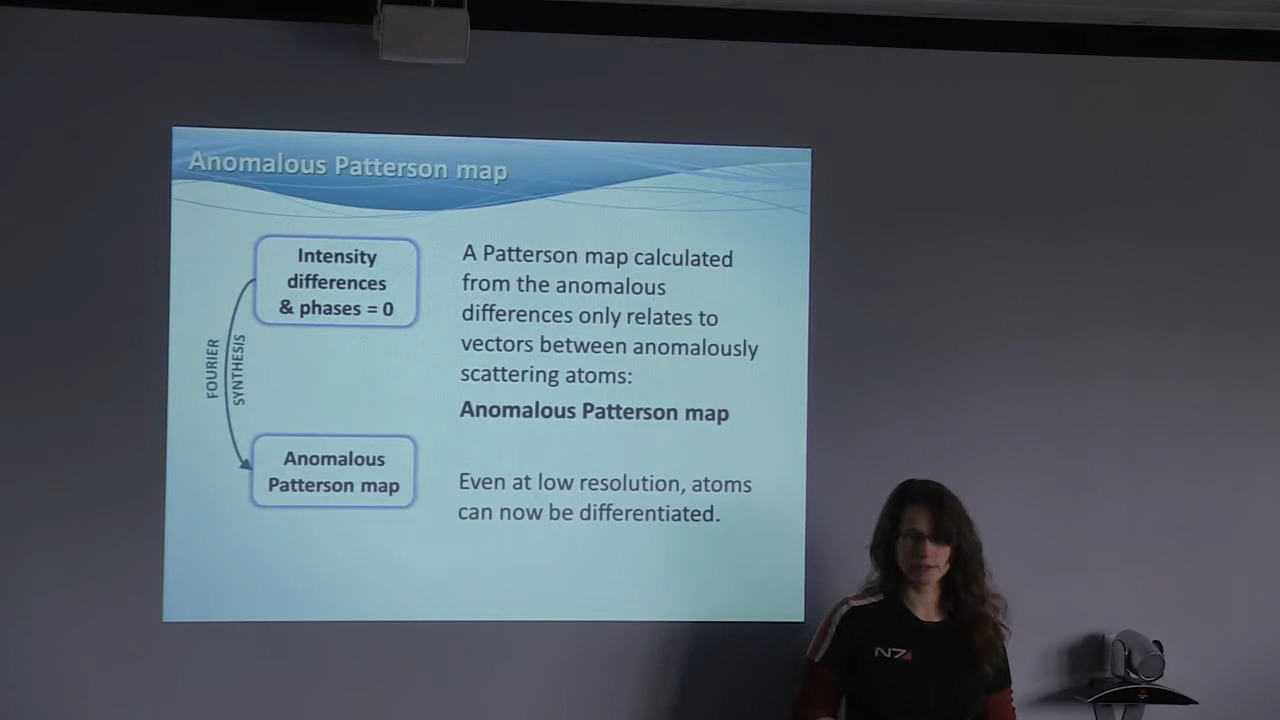 Anomalous Patterson map
Intensity
differences
& phases = 0
FOURIER
SYNTHESIS
Anomalous
Patterson map
A Patterson map calculated
from the anomalous
differences only relates to
vectors between anomalously
scattering atoms:
Anomalous Patterson map
Even at low resolution, atoms
can now be differentiated.
N7